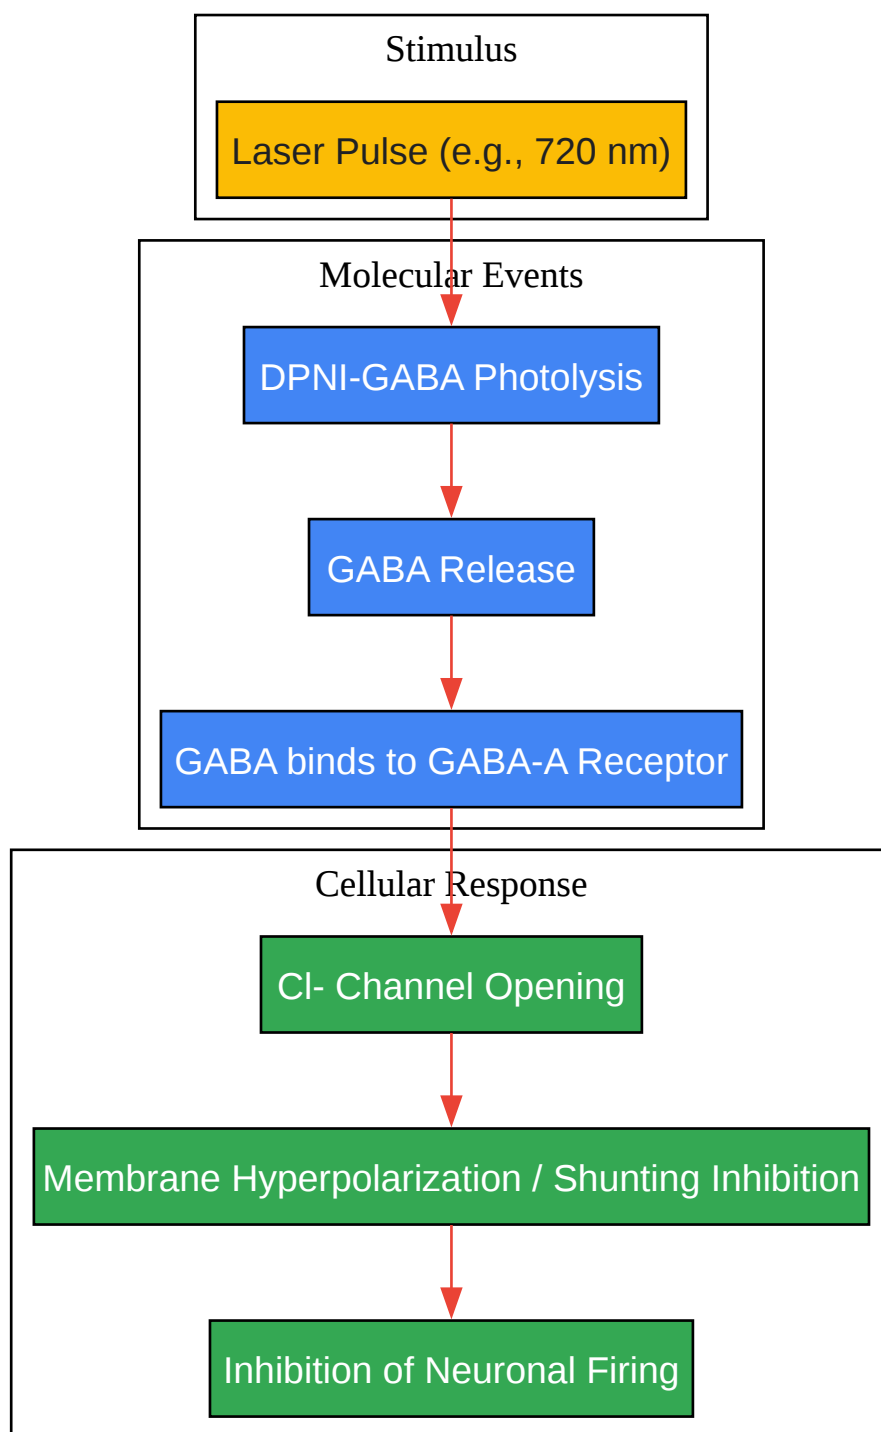 Stimulus
Laser Pulse (e.g., 720 nm)
Molecular Events
DPNI-GABA Photolysis
GABA Release
GABA binds to GABA-A Receptor
Cellular Response
Cl- Channel Opening
Membrane Hyperpolarization / Shunting Inhibition
Inhibition of Neuronal Firing